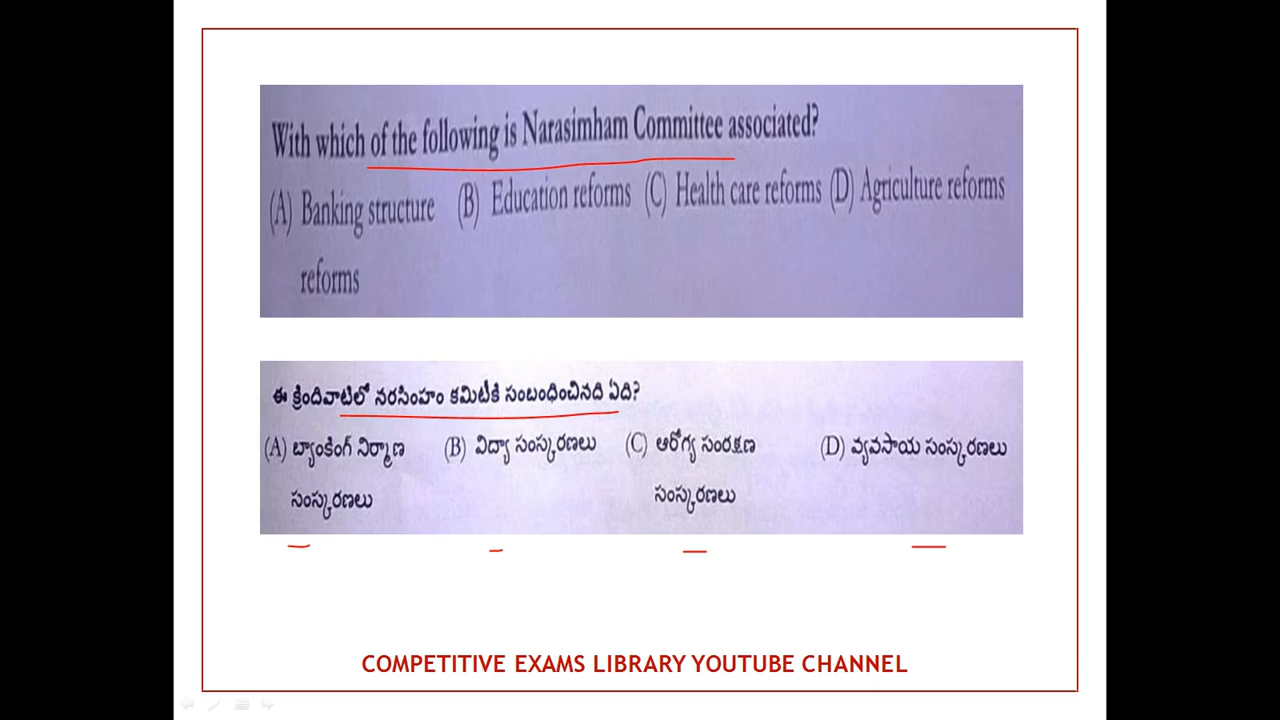 With which of the following is Narasimham Committee associated?
(A) Banking structure (B) Education reforms (C) Health care reforms (D) Agriculture reforms
reforms
ఈ క్రిందివాటిలో నరసింహం కమిటీకి సంబంధించినది ఏది?
(A) బ్యాంకింగ్ నిర్మాణ (B) విద్యా సంస్కరణలు (C) ఆరోగ్య సంరక్షణ (D) వ్యవసాయ సంస్కరణలు
సంస్కరణలు సంస్కరణలు
COMPETITIVE EXAMS LIBRARY YOUTUBE CHANNEL